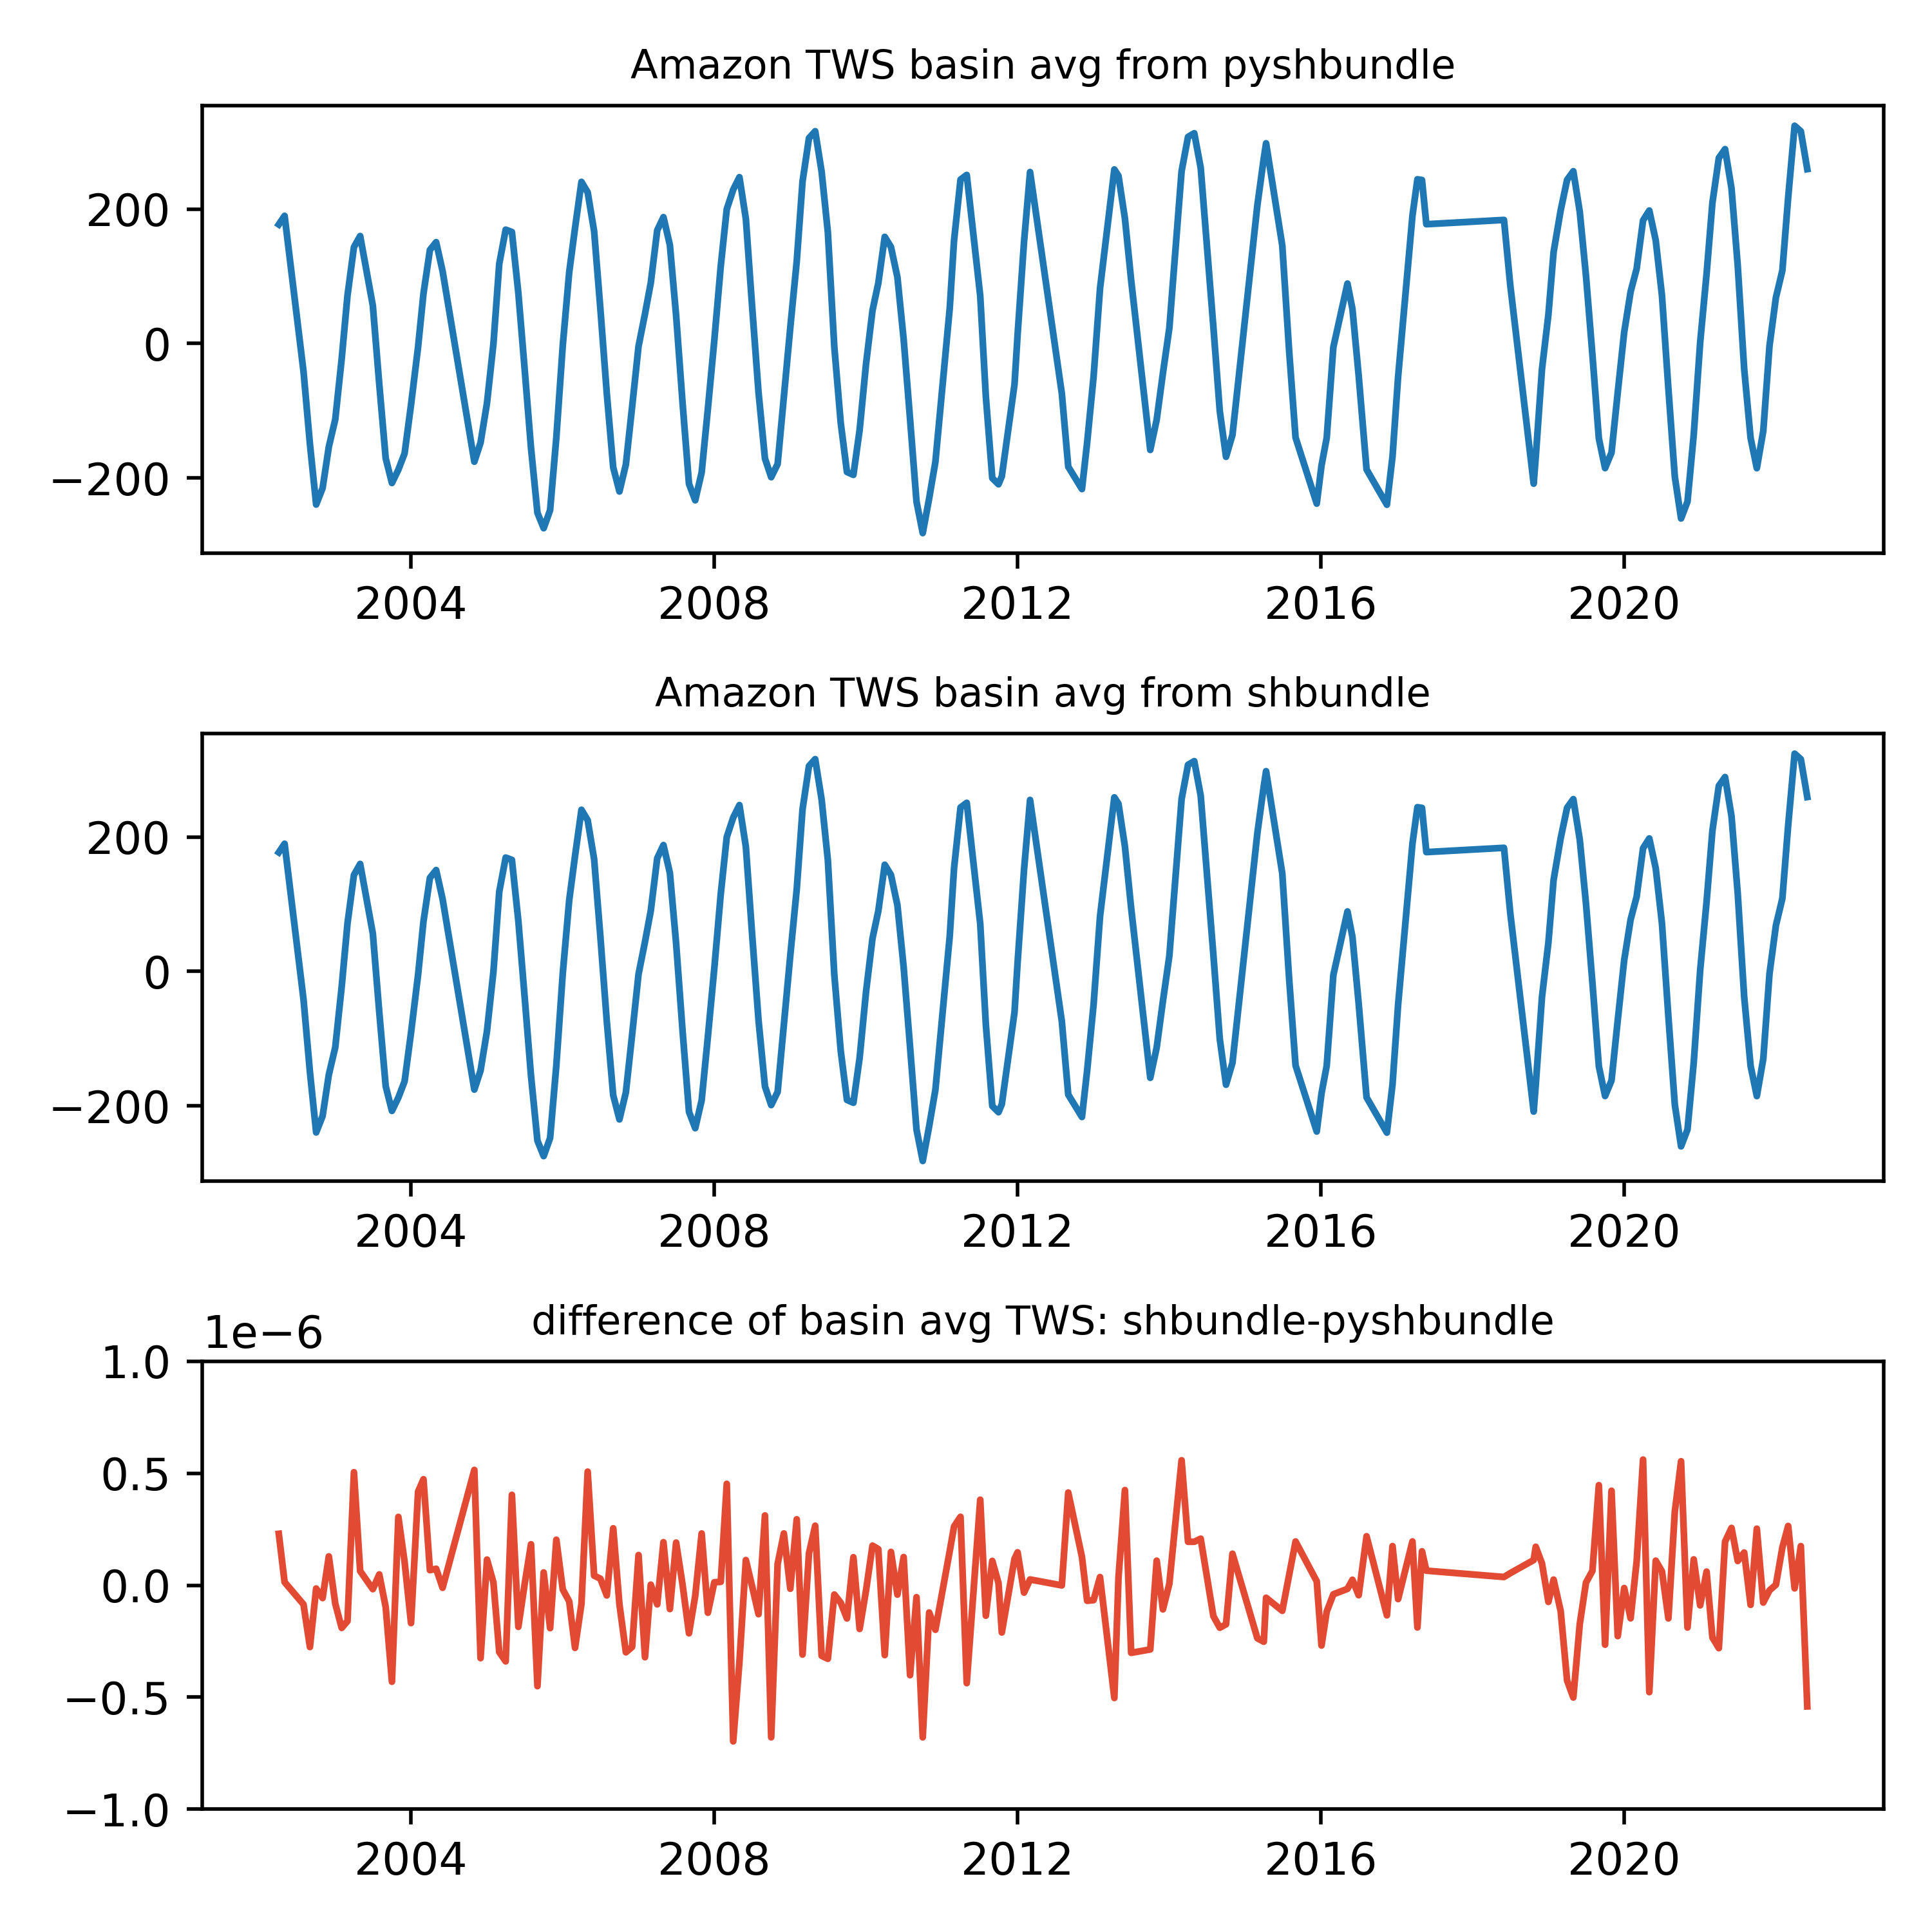 Amazon TWS basin avg from pyshbundle
200
0
−200
2004 2008 2012 2016 2020
Amazon TWS basin avg from shbundle
200
0
−200
2004 2008 2012 2016 2020
1e−6
difference of basin avg TWS: shbundle-pyshbundle
1.0
0.5
0.0
−0.5
−1.0
2004 2008 2012 2016 2020